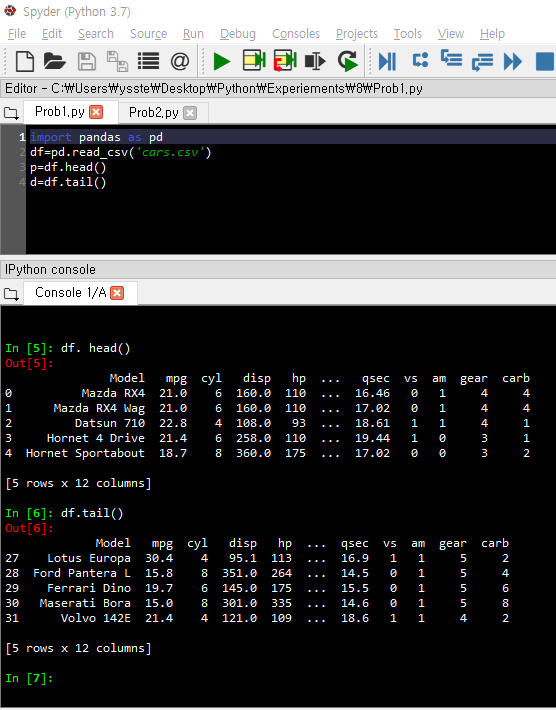 Spyder (Python 3.7)
File Edit Search Source Run Debug Consoles Projects Tools View Help
Editor - C:₩Users₩ysste₩Desktop₩Python₩Experiements₩8₩Prob1.py
Prob1.py Prob2.py
1 import pandas as pd
2 df=pd.read_csv('cars.csv')
3 p=df.head()
4 d=df.tail()
IPython console
Console 1/A
In [5]: df. head()
Out[5]:
Model mpg cyl disp hp ... qsec vs am gear carb
0 Mazda RX4 21.0 6 160.0 110 ... 16.46 0 1 4 4
1 Mazda RX4 Wag 21.0 6 160.0 110 ... 17.02 0 1 4 4
2 Datsun 710 22.8 4 108.0 93 ... 18.61 1 1 4 1
3 Hornet 4 Drive 21.4 6 258.0 110 ... 19.44 1 0 3 1
4 Hornet Sportabout 18.7 8 360.0 175 ... 17.02 0 0 3 2
[5 rows x 12 columns]
In [6]: df.tail()
Out[6]:
Model mpg cyl disp hp ... qsec vs am gear carb
27 Lotus Europa 30.4 4 95.1 113 ... 16.9 1 1 5 2
28 Ford Pantera L 15.8 8 351.0 264 ... 14.5 0 1 5 4
29 Ferrari Dino 19.7 6 145.0 175 ... 15.5 0 1 5 6
30 Maserati Bora 15.0 8 301.0 335 ... 14.6 0 1 5 8
31 Volvo 142E 21.4 4 121.0 109 ... 18.6 1 1 4 2
[5 rows x 12 columns]
In [7]: